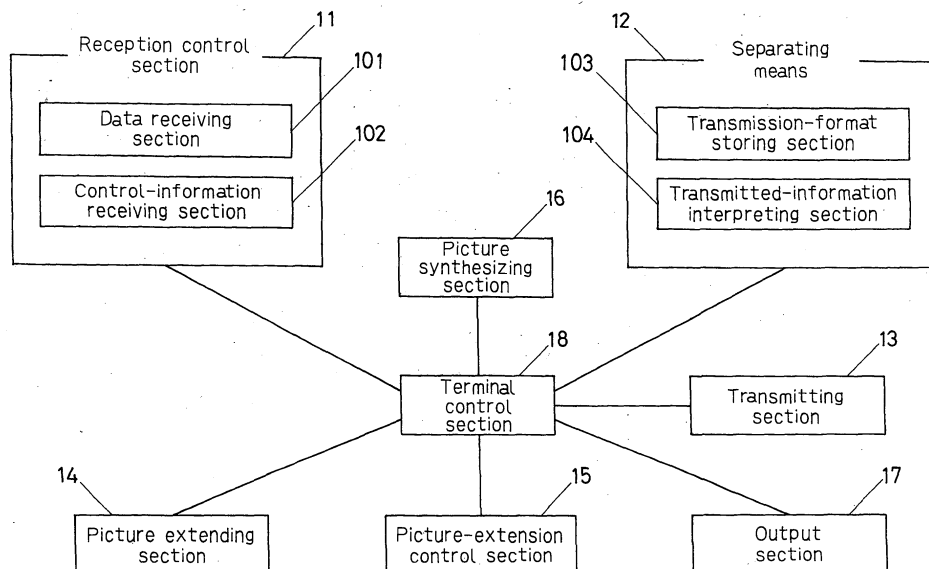 11
Reception control
section
101
Data receiving
section
102
Control-information
receiving section
12
Separating
means
103
Transmission-format
storing section
104
Transmitted-information
interpreting section
16
Picture
synthesizing
section
18
Terminal
control
section
13
Transmitting
section
14
Picture extending
section
15
Picture-extension
control section
17
Output
section